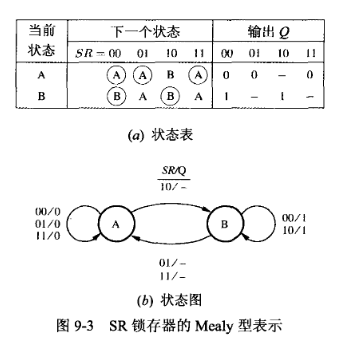 当前状态 下一个状态 输出 Q
SR = 00 01 10 11 00 01 10 11
A A A B A 0 0 - 0
B B A B A 1 - 1 -
(a) 状态表
SR/Q
10/-
00/0
01/0
11/0
A
B
00/1
10/1
01/-
11/-
(b) 状态图
图 9-3 SR 锁存器的 Mealy 型表示